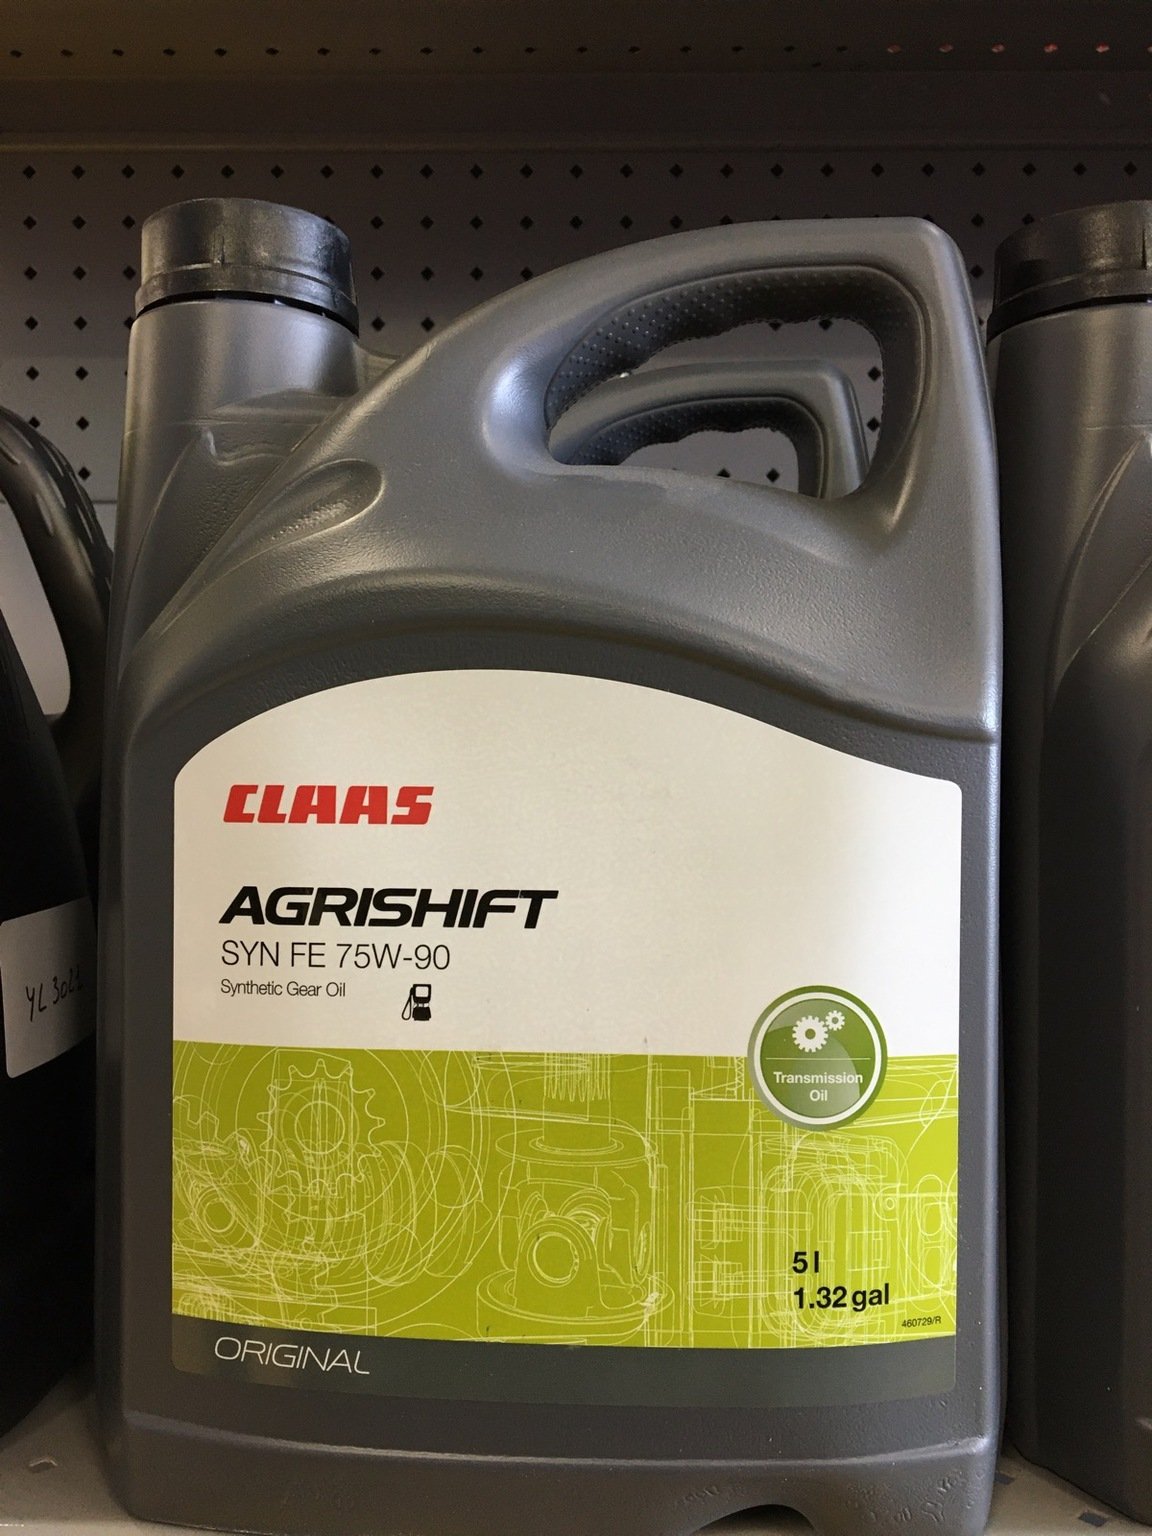 CLAAS
AGRISHIFT
SYN FE 75W-90
Synthetic Gear Oil
Transmission
Oil
5 l
1.32 gal
460729/R
ORIGINAL